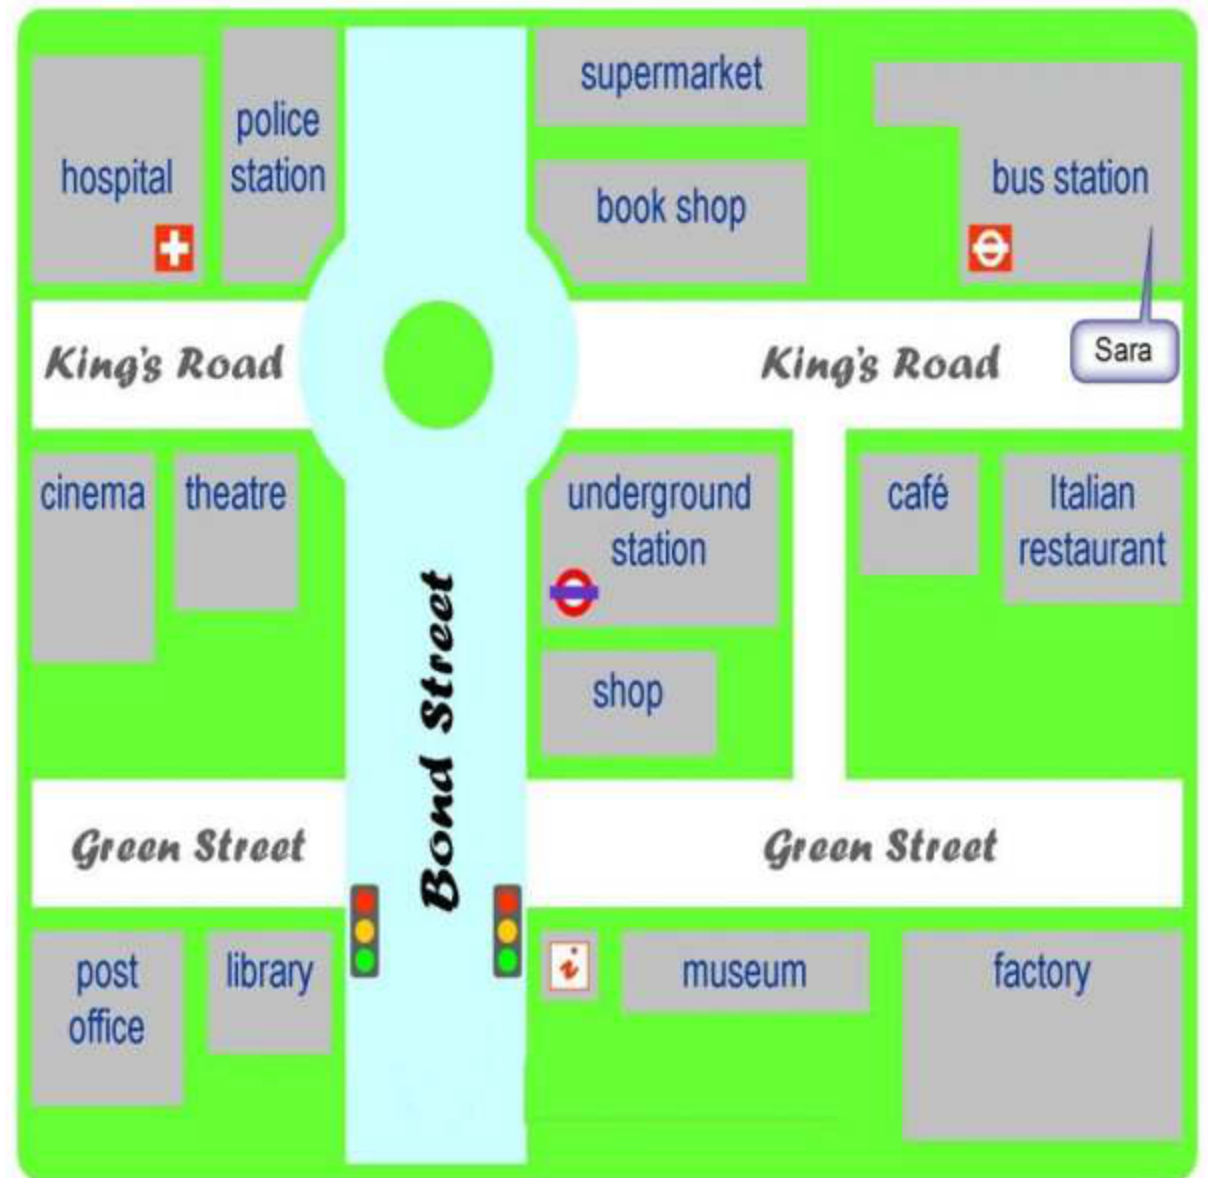 supermarket
police
station
hospital
book shop
bus station
King's Road
King's Road
Sara
cinema
theatre
underground
station
café
Italian
restaurant
shop
Bond Street
Green Street
Green Street
post
office
library
i
museum
factory